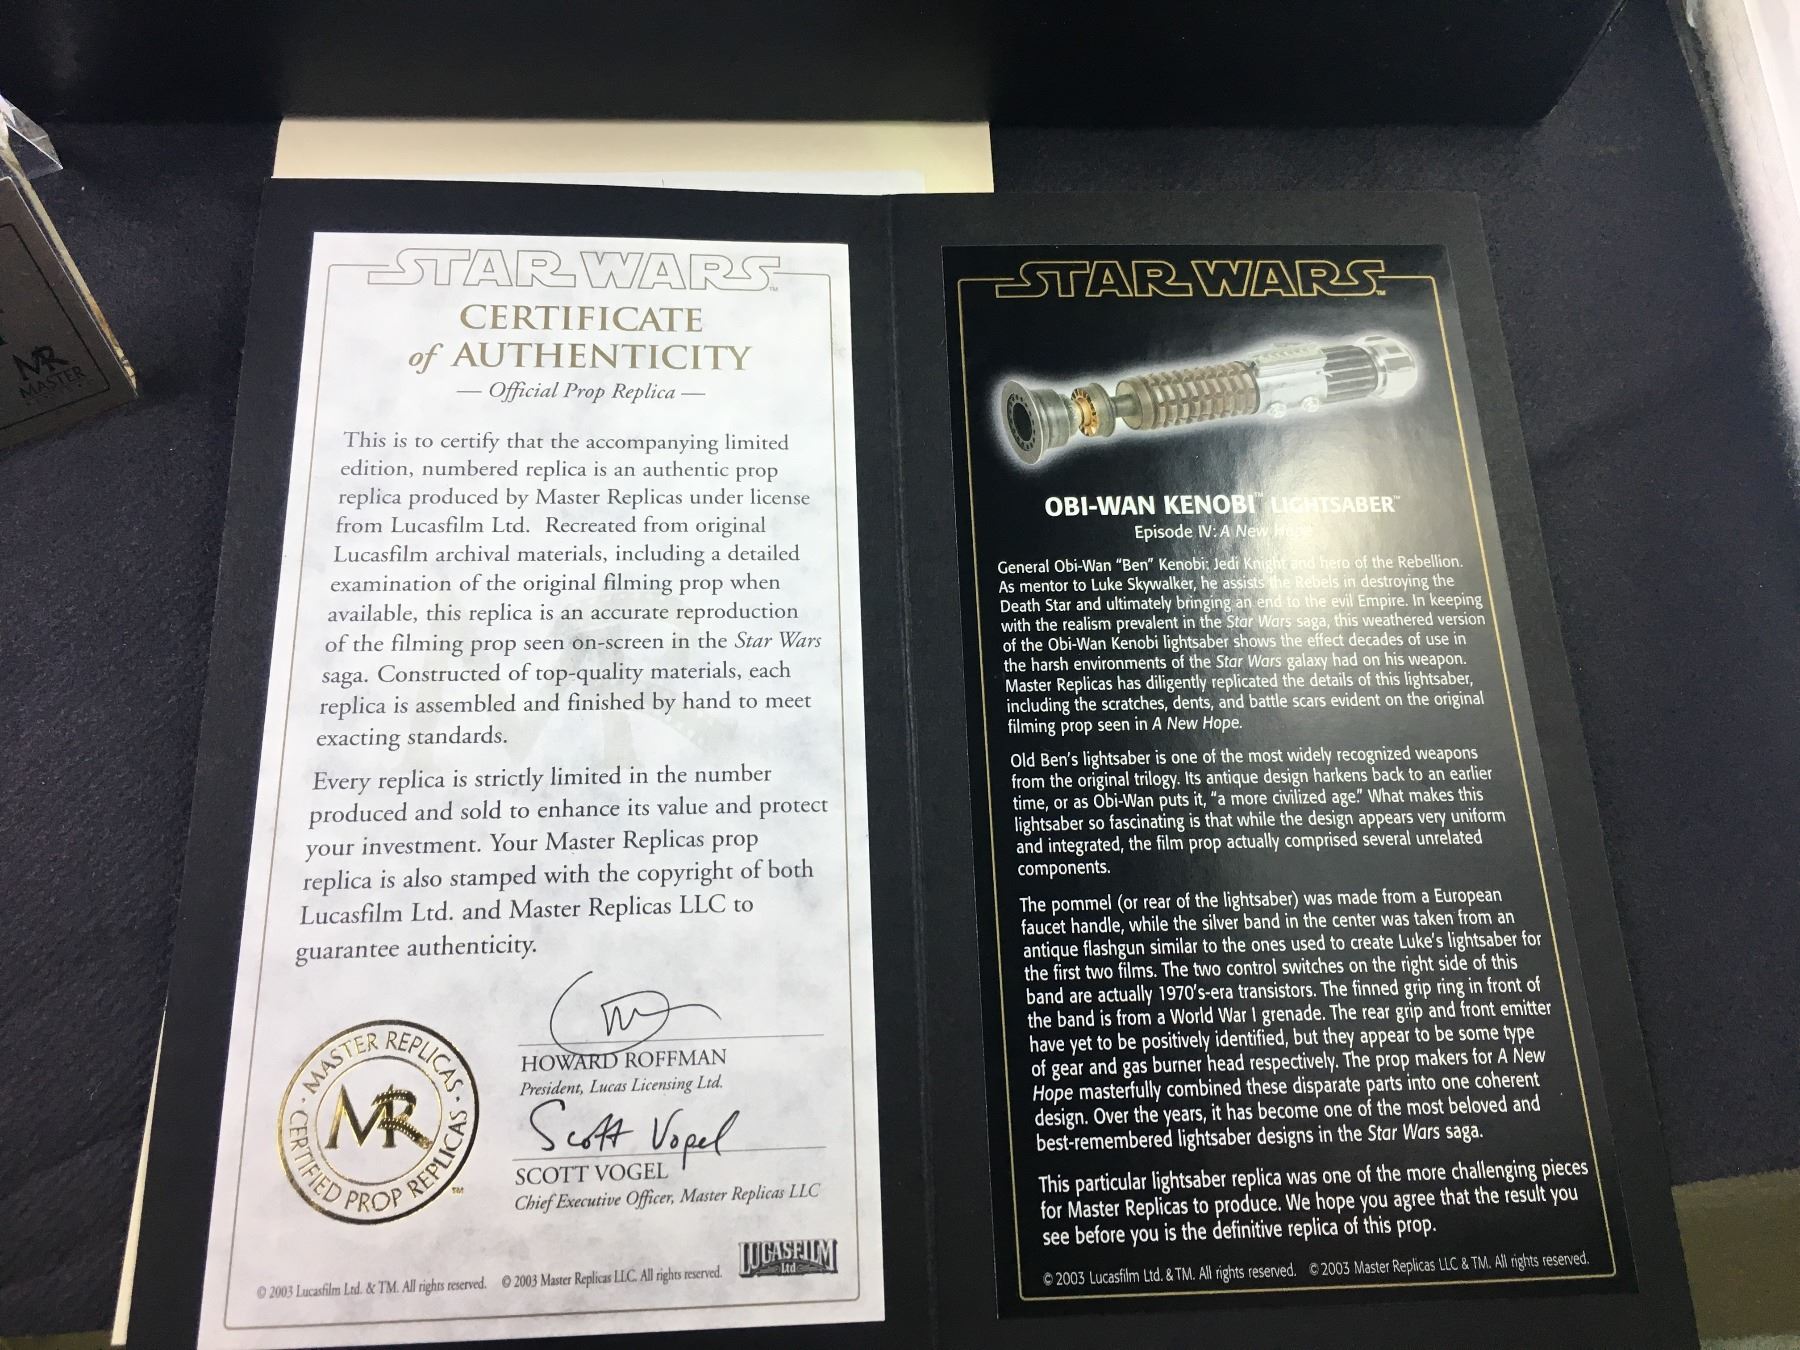 STAR WARS™
CERTIFICATE
of AUTHENTICITY
— Official Prop Replica —
This is to certify that the accompanying limited
edition, numbered replica is an authentic prop
replica produced by Master Replicas under license
from Lucasfilm Ltd. Recreated from original
Lucasfilm archival materials, including a detailed
examination of the original filming prop when
available, this replica is an accurate reproduction
of the filming prop seen on-screen in the Star Wars
saga. Constructed of top-quality materials, each
replica is assembled and finished by hand to meet
exacting standards.
Every replica is strictly limited in the number
produced and sold to enhance its value and protect
your investment. Your Master Replicas prop
replica is also stamped with the copyright of both
Lucasfilm Ltd. and Master Replicas LLC to
guarantee authenticity.
HOWARD ROFFMAN
President, Lucas Licensing Ltd.
Scott Vogel
SCOTT VOGEL
Chief Executive Officer, Master Replicas LLC
· MASTER REPLICAS ·
MR
CERTIFIED PROP REPLICAS™
LUCASFILM
Ltd
© 2003 Lucasfilm Ltd. & TM. All rights reserved. © 2003 Master Replicas LLC. All rights reserved.
STAR WARS™
OBI-WAN KENOBI™ LIGHTSABER™
Episode IV: A New Hope
General Obi-Wan "Ben" Kenobi: Jedi Knight and hero of the Rebellion.
As mentor to Luke Skywalker, he assists the Rebels in destroying the
Death Star and ultimately bringing an end to the evil Empire. In keeping
with the realism prevalent in the Star Wars saga, this weathered version
of the Obi-Wan Kenobi lightsaber shows the effect decades of use in
the harsh environments of the Star Wars galaxy had on his weapon.
Master Replicas has diligently replicated the details of this lightsaber,
including the scratches, dents, and battle scars evident on the original
filming prop seen in A New Hope.
Old Ben's lightsaber is one of the most widely recognized weapons
from the original trilogy. Its antique design harkens back to an earlier
time, or as Obi-Wan puts it, "a more civilized age." What makes this
lightsaber so fascinating is that while the design appears very uniform
and integrated, the film prop actually comprised several unrelated
components.
The pommel (or rear of the lightsaber) was made from a European
faucet handle, while the silver band in the center was taken from an
antique flashgun similar to the ones used to create Luke's lightsaber for
the first two films. The two control switches on the right side of this
band are actually 1970's-era transistors. The finned grip ring in front of
the band is from a World War I grenade. The rear grip and front emitter
have yet to be positively identified, but they appear to be some type
of gear and gas burner head respectively. The prop makers for A New
Hope masterfully combined these disparate parts into one coherent
design. Over the years, it has become one of the most beloved and
best-remembered lightsaber designs in the Star Wars saga.
This particular lightsaber replica was one of the more challenging pieces
for Master Replicas to produce. We hope you agree that the result you
see before you is the definitive replica of this prop.
© 2003 Lucasfilm Ltd. & TM. All rights reserved. © 2003 Master Replicas LLC & TM. All rights reserved.
MR
MASTER